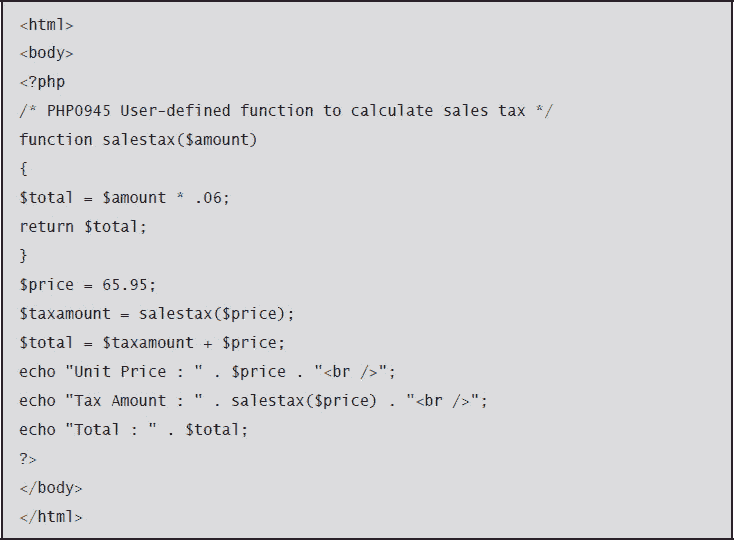 <html>
<body>
<?php
/* PHP0945 User-defined function to calculate sales tax */
function salestax($amount)
{
$total = $amount * .06;
return $total;
}
$price = 65.95;
$taxamount = salestax($price);
$total = $taxamount + $price;
echo "Unit Price : " . $price . "<br />";
echo "Tax Amount : " . salestax($price) . "<br />";
echo "Total : " . $total;
?>
</body>
</html>